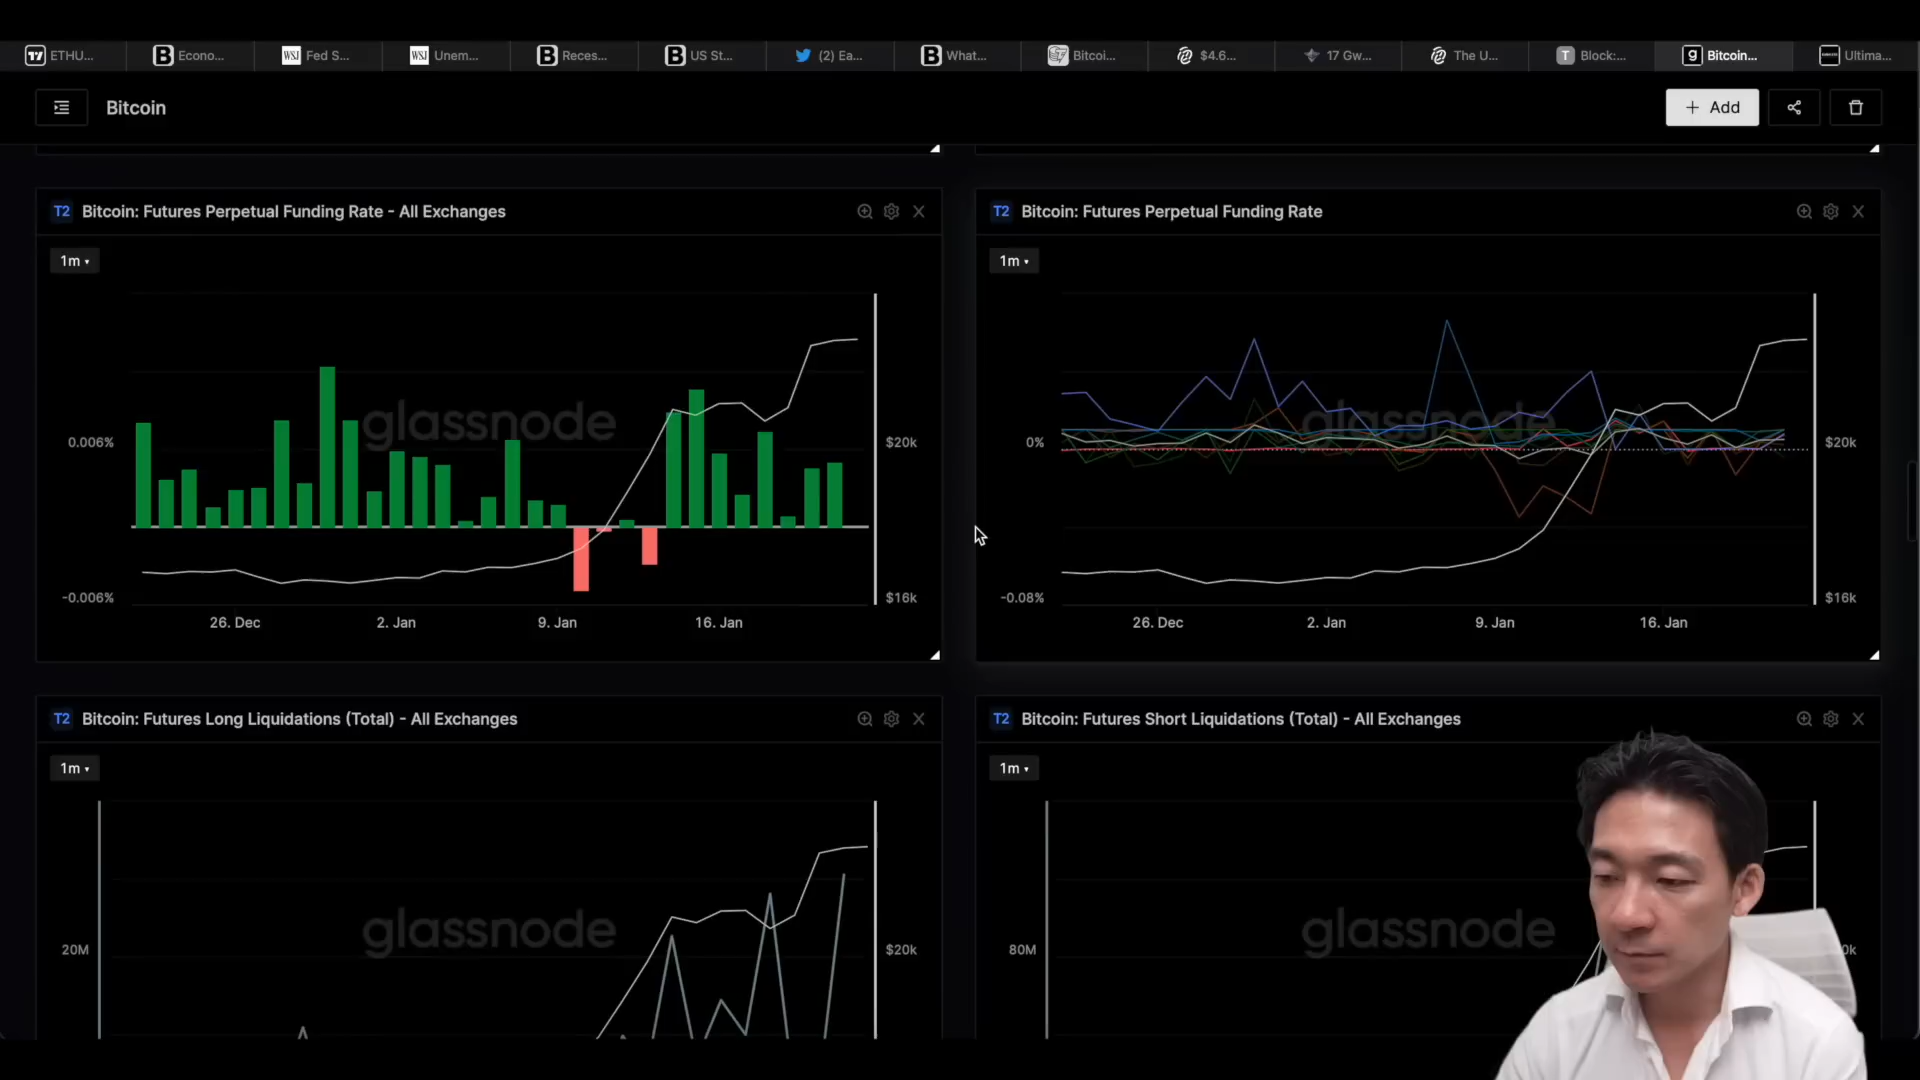 ETHU...
Econo...
WSJ
Fed S...
WSJ
Unem...
Reces...
US St...
(2) Ea...
What...
Bitcoi...
$4.6...
17 Gw...
The U...
Block:...
Bitcoin...
Ultima...
Bitcoin
+ Add
T2 Bitcoin: Futures Perpetual Funding Rate - All Exchanges
1m
glassnode
0.006%
-0.006%
$20k
$16k
26. Dec
2. Jan
9. Jan
16. Jan
T2 Bitcoin: Futures Perpetual Funding Rate
1m
glassnode
0%
-0.08%
$20k
$16k
26. Dec
2. Jan
9. Jan
16. Jan
T2 Bitcoin: Futures Long Liquidations (Total) - All Exchanges
1m
glassnode
20M
$20k
T2 Bitcoin: Futures Short Liquidations (Total) - All Exchanges
1m
glassnode
80M
0k